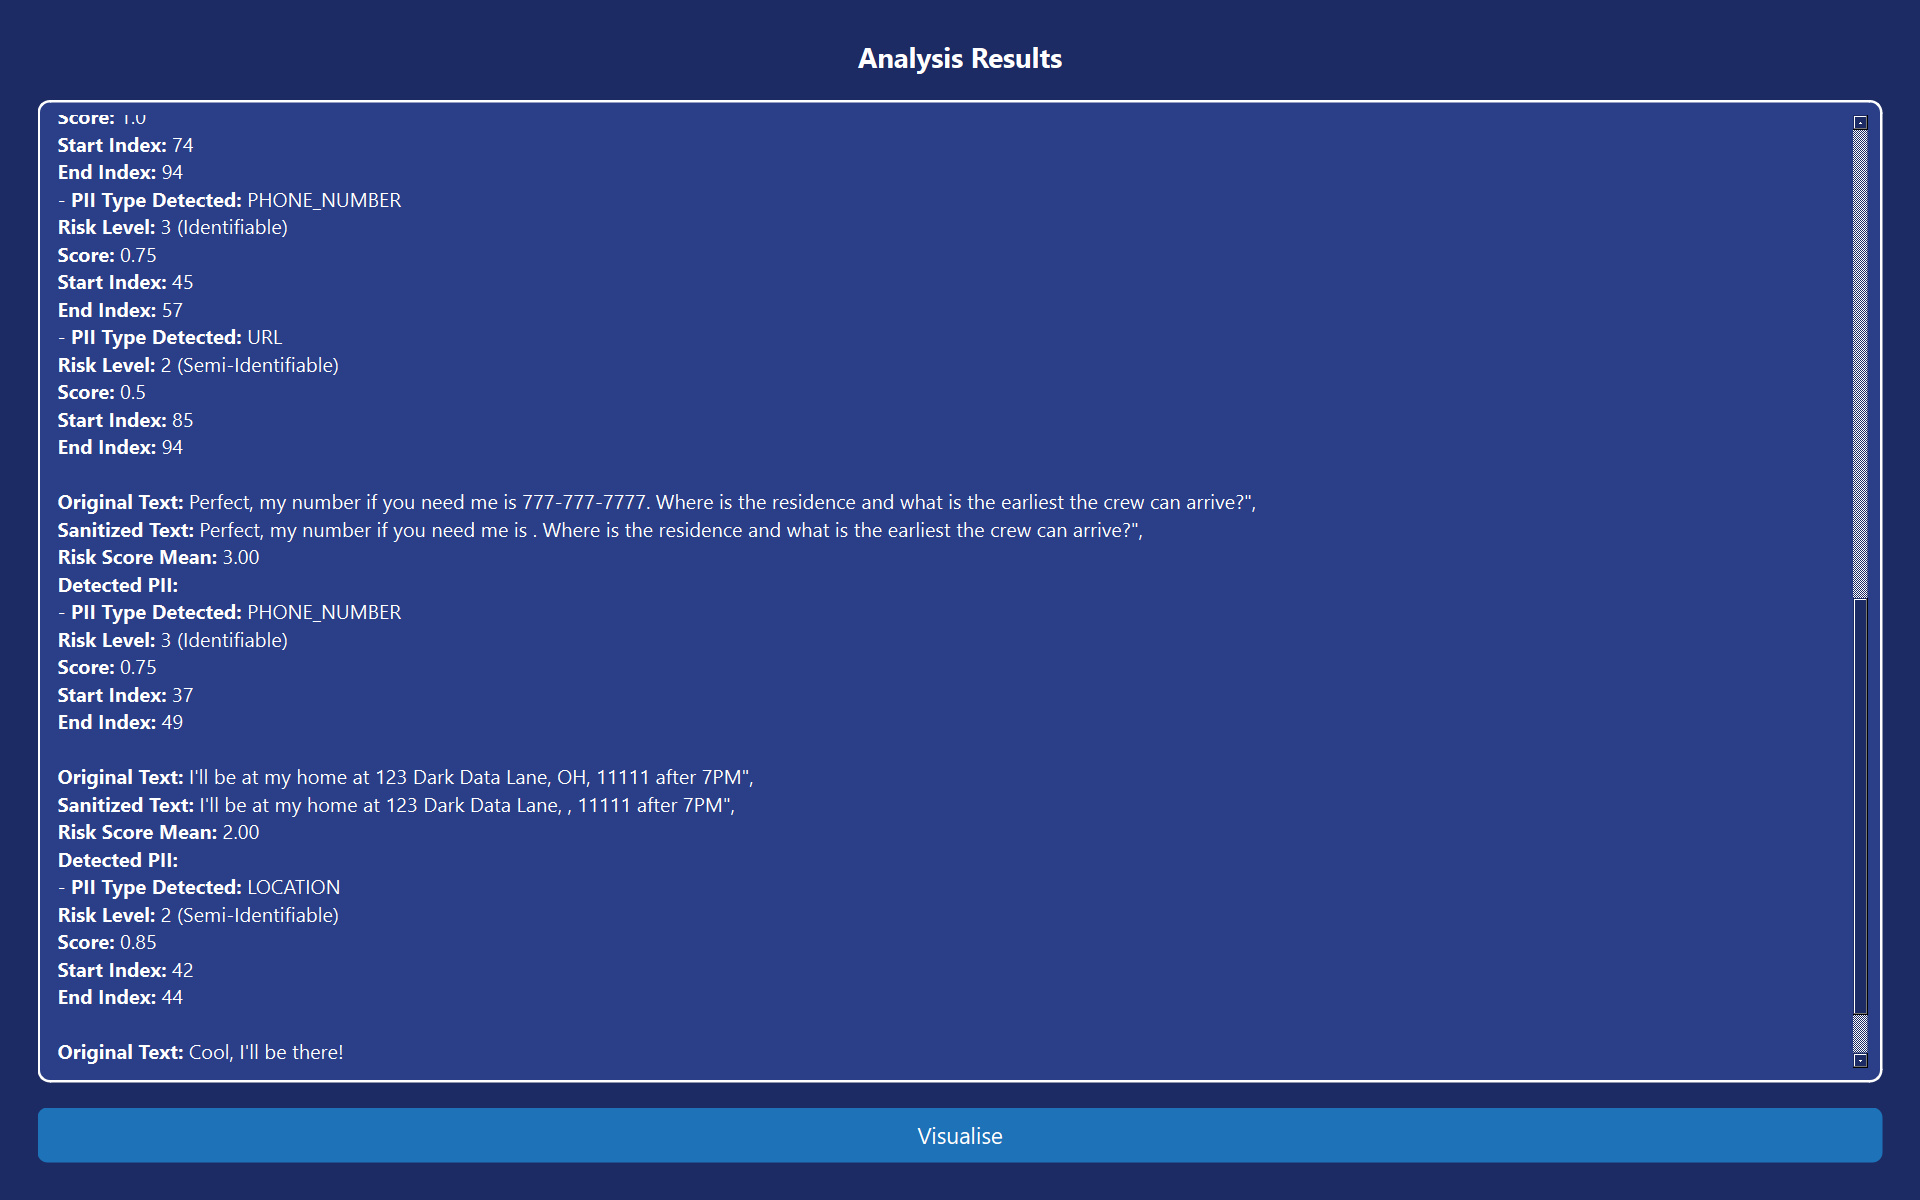 Analysis Results
Score: 1.0
Start Index: 74
End Index: 94
- PII Type Detected: PHONE_NUMBER
Risk Level: 3 (Identifiable)
Score: 0.75
Start Index: 45
End Index: 57
- PII Type Detected: URL
Risk Level: 2 (Semi-Identifiable)
Score: 0.5
Start Index: 85
End Index: 94
Original Text: Perfect, my number if you need me is 777-777-7777. Where is the residence and what is the earliest the crew can arrive?",
Sanitized Text: Perfect, my number if you need me is . Where is the residence and what is the earliest the crew can arrive?",
Risk Score Mean: 3.00
Detected PII:
- PII Type Detected: PHONE_NUMBER
Risk Level: 3 (Identifiable)
Score: 0.75
Start Index: 37
End Index: 49
Original Text: I'll be at my home at 123 Dark Data Lane, OH, 11111 after 7PM",
Sanitized Text: I'll be at my home at 123 Dark Data Lane, , 11111 after 7PM",
Risk Score Mean: 2.00
Detected PII:
- PII Type Detected: LOCATION
Risk Level: 2 (Semi-Identifiable)
Score: 0.85
Start Index: 42
End Index: 44
Original Text: Cool, I'll be there!
Visualise